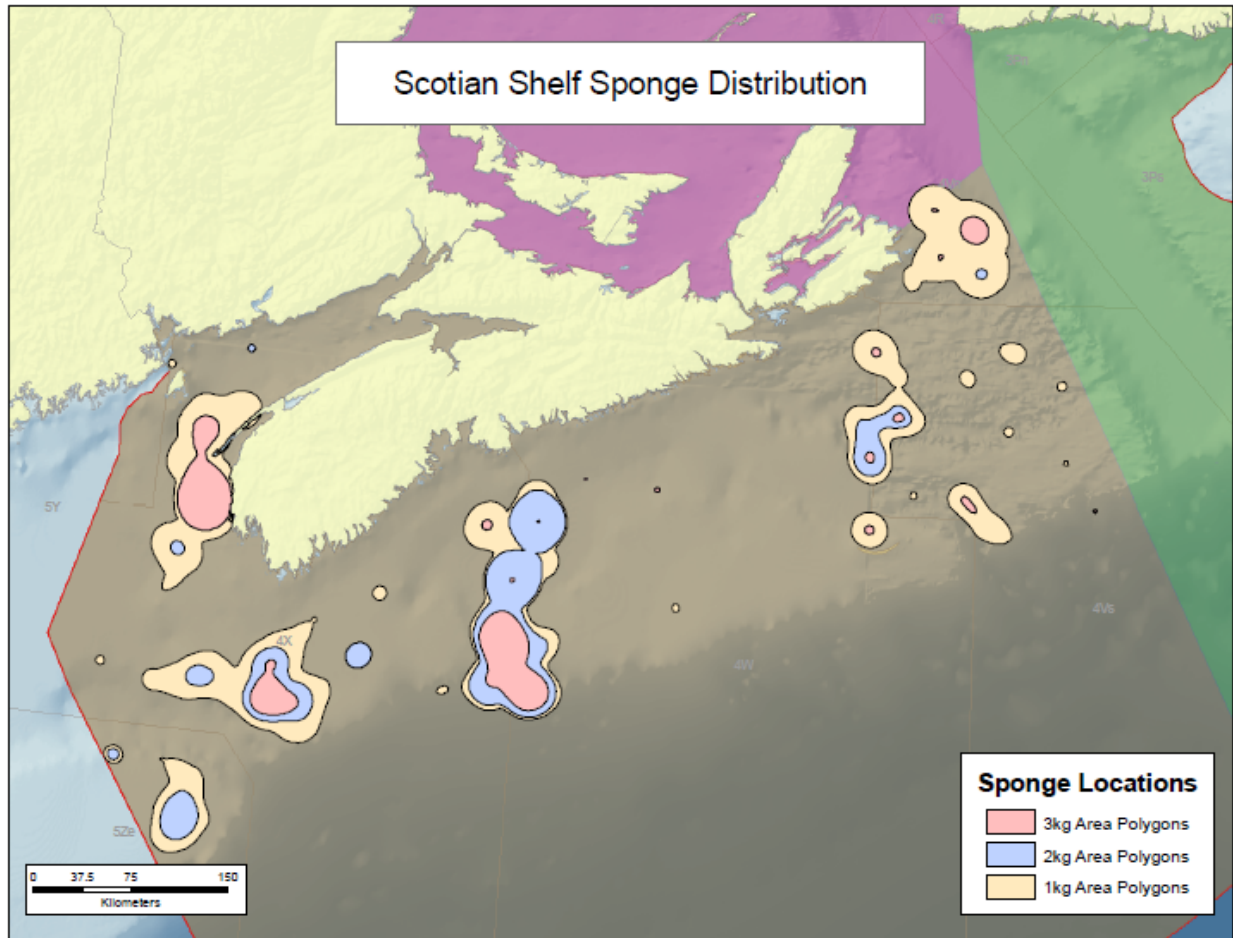 Scotian Shelf Sponge Distribution
3Ps
5Y
4X
4W
4Vs
5Ze
Sponge Locations
3kg Area Polygons
2kg Area Polygons
1kg Area Polygons
0 37.5 75 150
Kilometers